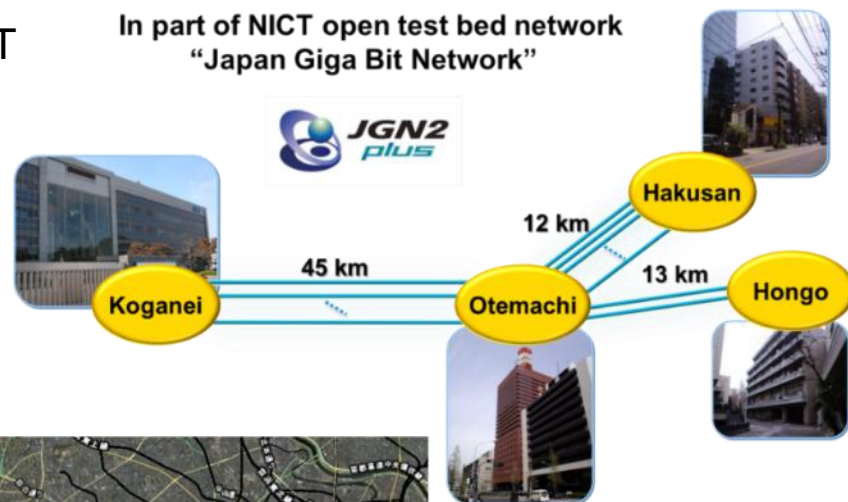 T
In part of NICT open test bed network
“Japan Giga Bit Network”
JGN2
plus
Hakusan
12 km
45 km
13 km
Koganei
Otemachi
Hongo